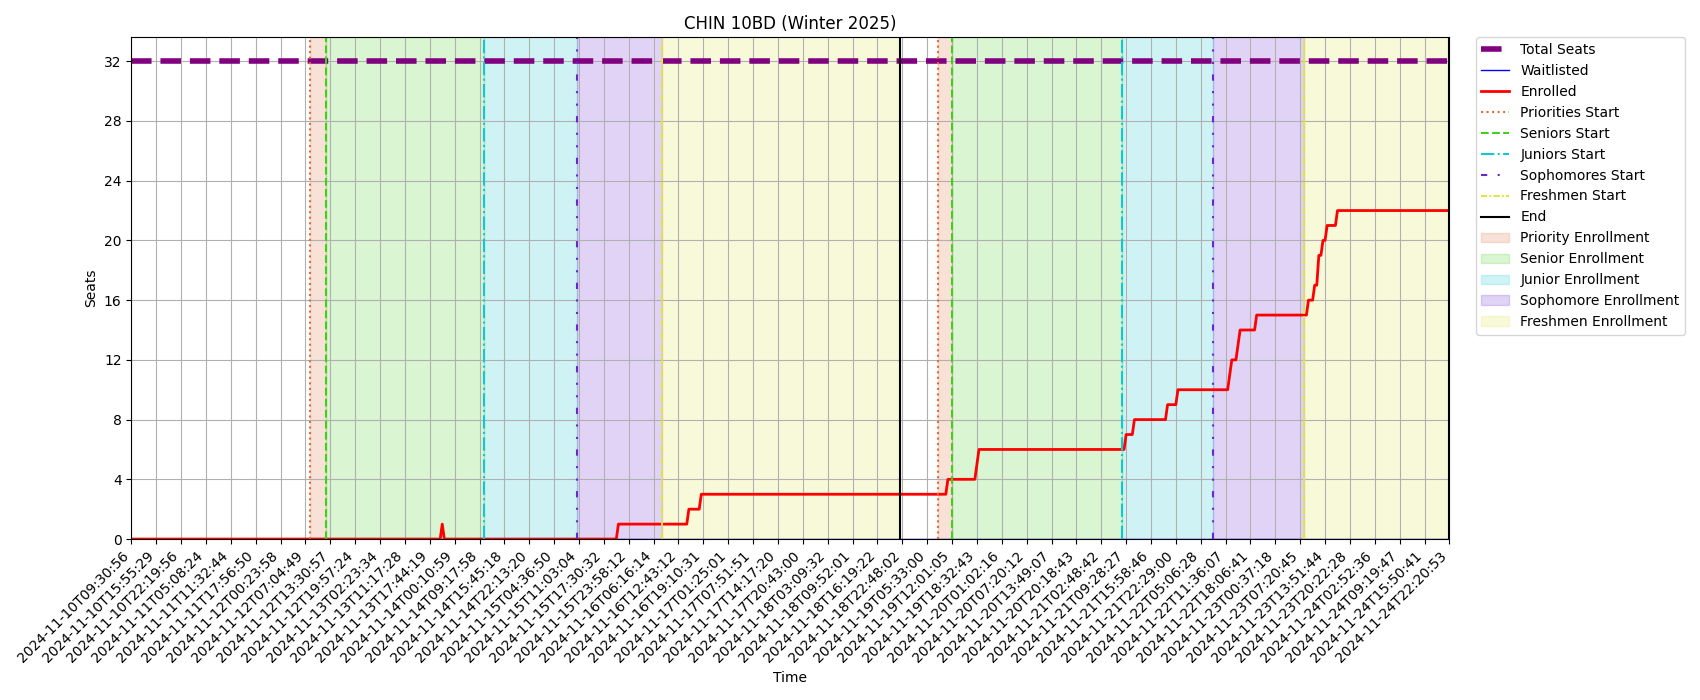 CHIN 10BD (Winter 2025)
32
28
24
20
16
12
8
4
0
Seats
2024-11-10T09:30:56
2024-11-10T15:55:29
2024-11-10T22:19:56
2024-11-11T05:08:24
2024-11-11T11:32:44
2024-11-11T17:56:50
2024-11-12T00:23:58
2024-11-12T07:04:49
2024-11-12T13:30:57
2024-11-12T19:57:24
2024-11-13T02:23:34
2024-11-13T11:17:28
2024-11-13T17:44:19
2024-11-14T00:10:59
2024-11-14T09:17:58
2024-11-14T15:45:18
2024-11-14T22:13:20
2024-11-15T04:36:50
2024-11-15T11:03:04
2024-11-15T17:30:32
2024-11-15T23:58:12
2024-11-16T06:16:14
2024-11-16T12:43:12
2024-11-16T19:10:31
2024-11-17T01:25:01
2024-11-17T07:51:51
2024-11-17T14:17:20
2024-11-17T20:43:00
2024-11-18T03:09:32
2024-11-18T09:52:01
2024-11-18T16:19:22
2024-11-18T22:48:02
2024-11-19T05:33:00
2024-11-19T12:01:05
2024-11-19T18:32:43
2024-11-20T01:02:16
2024-11-20T07:20:12
2024-11-20T13:49:07
2024-11-20T20:18:43
2024-11-21T02:48:42
2024-11-21T09:28:27
2024-11-21T15:58:46
2024-11-21T22:29:00
2024-11-22T05:06:28
2024-11-22T11:36:07
2024-11-22T18:06:41
2024-11-23T00:37:18
2024-11-23T07:20:45
2024-11-23T13:51:44
2024-11-23T20:22:28
2024-11-24T02:52:36
2024-11-24T09:19:47
2024-11-24T15:50:41
2024-11-24T22:20:53
Time
Total Seats
Waitlisted
Enrolled
Priorities Start
Seniors Start
Juniors Start
Sophomores Start
Freshmen Start
End
Priority Enrollment
Senior Enrollment
Junior Enrollment
Sophomore Enrollment
Freshmen Enrollment